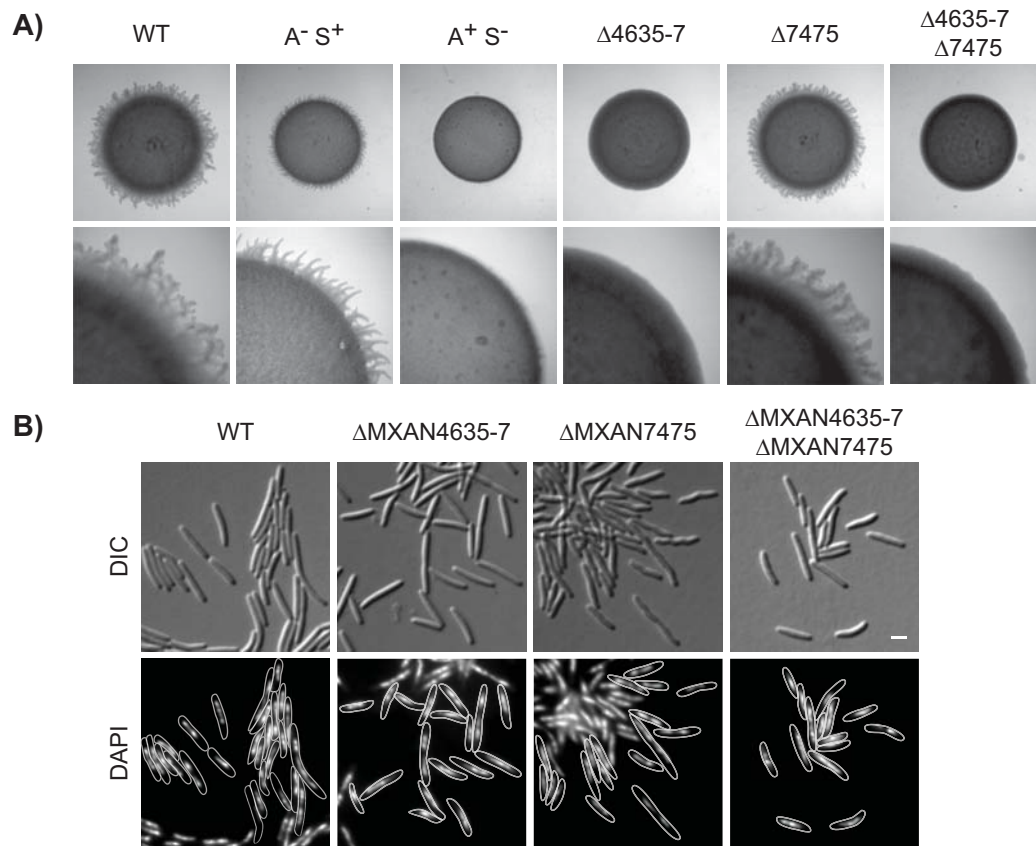 A)
WT
A- S+
A+ S-
Δ4635-7
Δ7475
Δ4635-7
Δ7475
B)
WT
ΔMXAN4635-7
ΔMXAN7475
ΔMXAN4635-7
ΔMXAN7475
DIC
DAPI